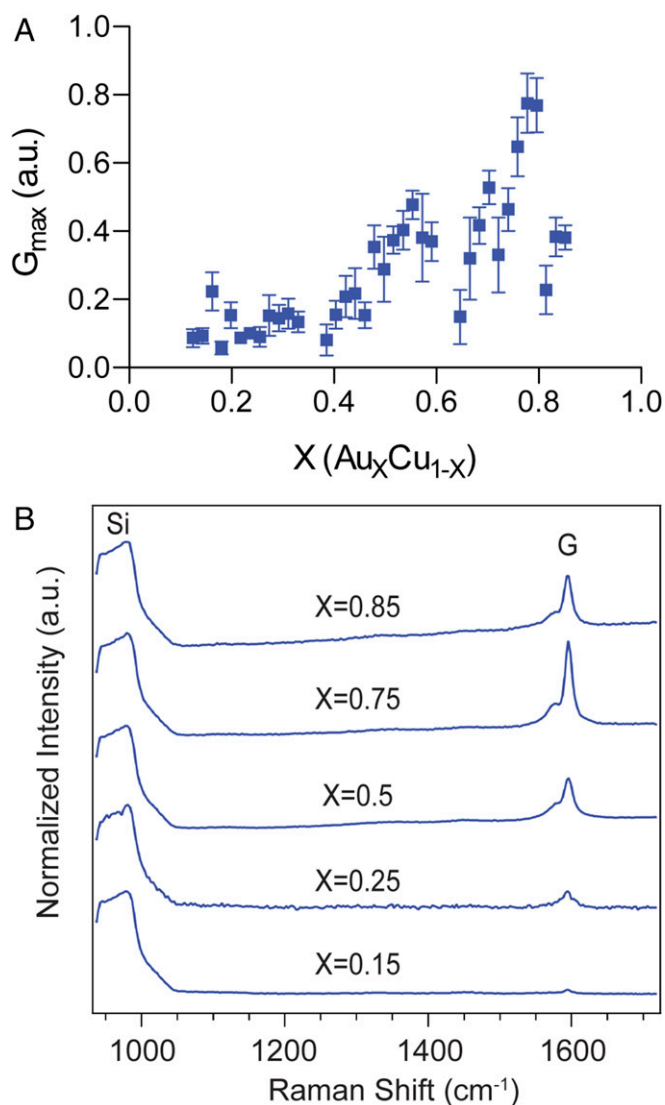 A
1.0
0.8
0.6
0.4
0.2
0.0
G_max (a.u.)
0.0 0.2 0.4 0.6 0.8 1.0
X (Au_XCu_1-X)
B
Si
G
X=0.85
X=0.75
X=0.5
X=0.25
X=0.15
Normalized Intensity (a.u.)
1000 1200 1400 1600
Raman Shift (cm⁻¹)